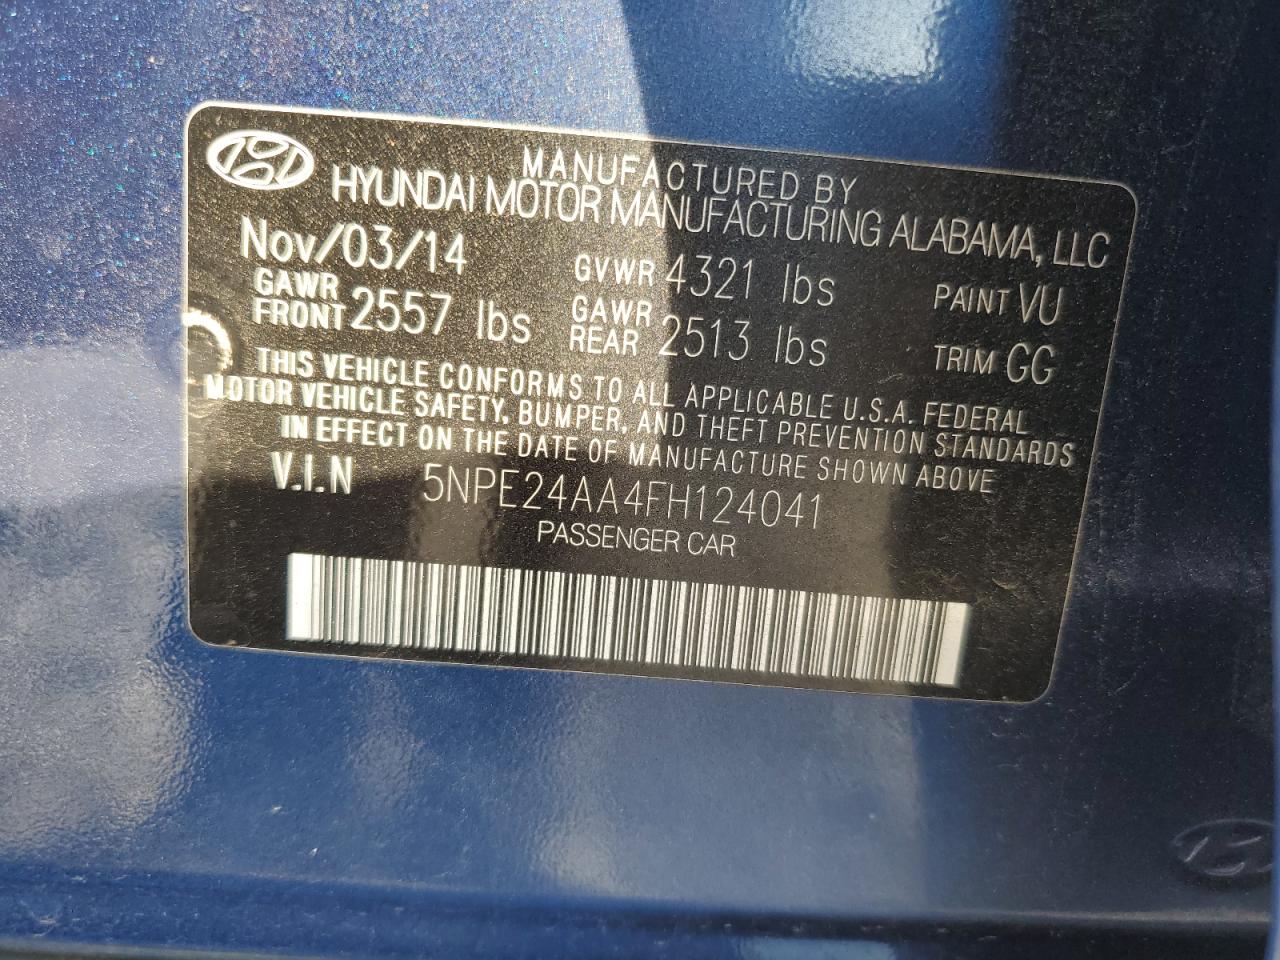 MANUFACTURED BY
HYUNDAI MOTOR MANUFACTURING ALABAMA, LLC
Nov/03/14 GVWR 4321 lbs PAINT VU
GAWR FRONT 2557 lbs GAWR REAR 2513 lbs TRIM GG
THIS VEHICLE CONFORMS TO ALL APPLICABLE U.S.A. FEDERAL
MOTOR VEHICLE SAFETY, BUMPER, AND THEFT PREVENTION STANDARDS
IN EFFECT ON THE DATE OF MANUFACTURE SHOWN ABOVE
V.I.N 5NPE24AA4FH124041
PASSENGER CAR